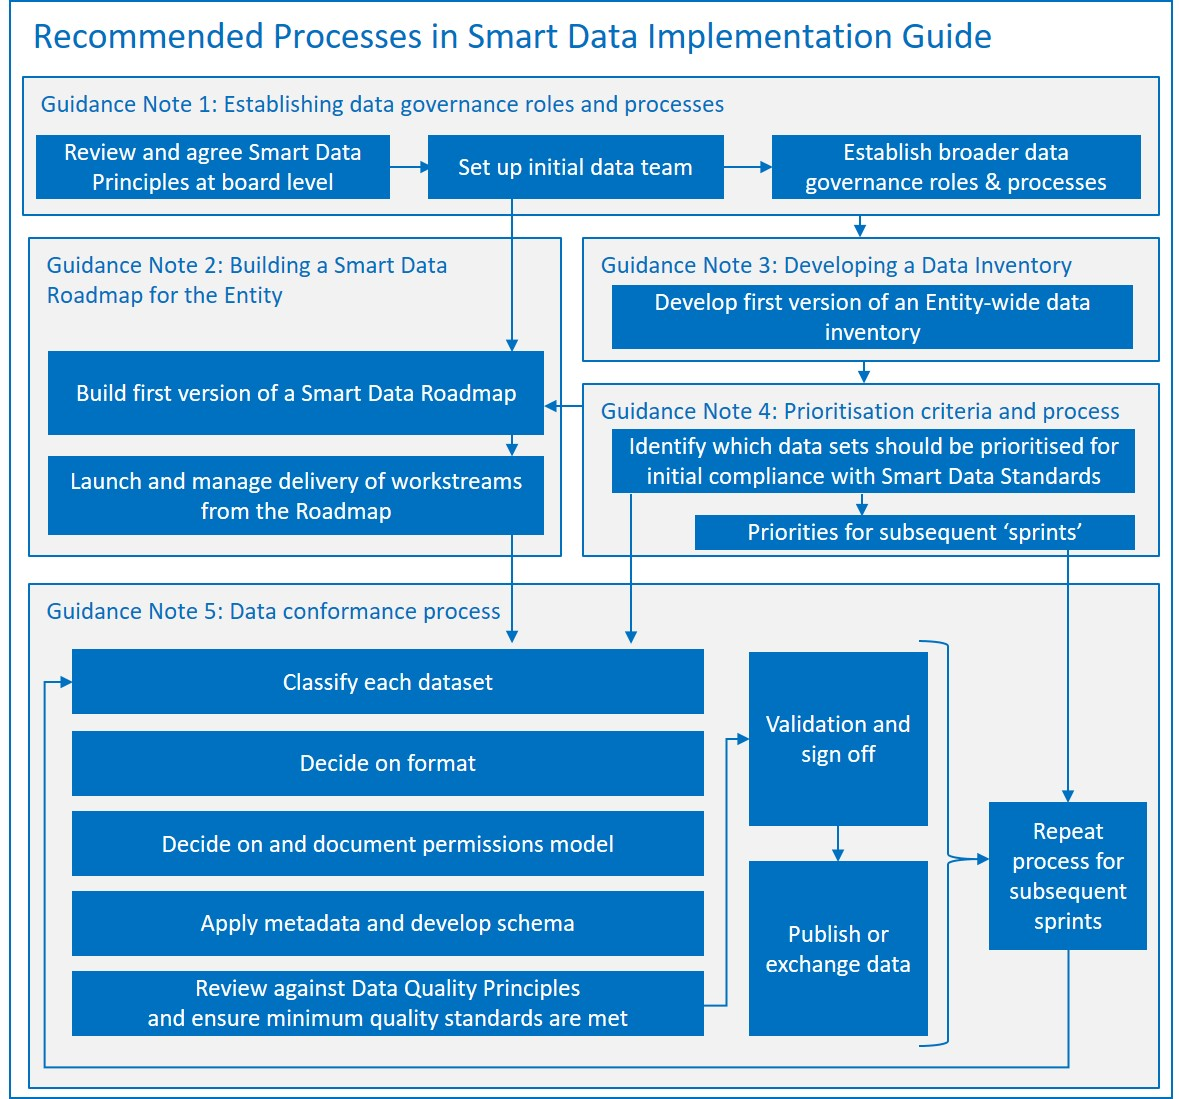 Recommended Processes in Smart Data Implementation Guide
Guidance Note 1: Establishing data governance roles and processes
Review and agree Smart Data
Principles at board level
Set up initial data team
Establish broader data
governance roles & processes
Guidance Note 2: Building a Smart Data
Roadmap for the Entity
Build first version of a Smart Data Roadmap
Launch and manage delivery of workstreams
from the Roadmap
Guidance Note 3: Developing a Data Inventory
Develop first version of an Entity-wide data
inventory
Guidance Note 4: Prioritisation criteria and process
Identify which data sets should be prioritised for
initial compliance with Smart Data Standards
Priorities for subsequent ‘sprints’
Guidance Note 5: Data conformance process
Classify each dataset
Decide on format
Decide on and document permissions model
Apply metadata and develop schema
Review against Data Quality Principles
and ensure minimum quality standards are met
Validation and
sign off
Publish or
exchange data
Repeat
process for
subsequent
sprints